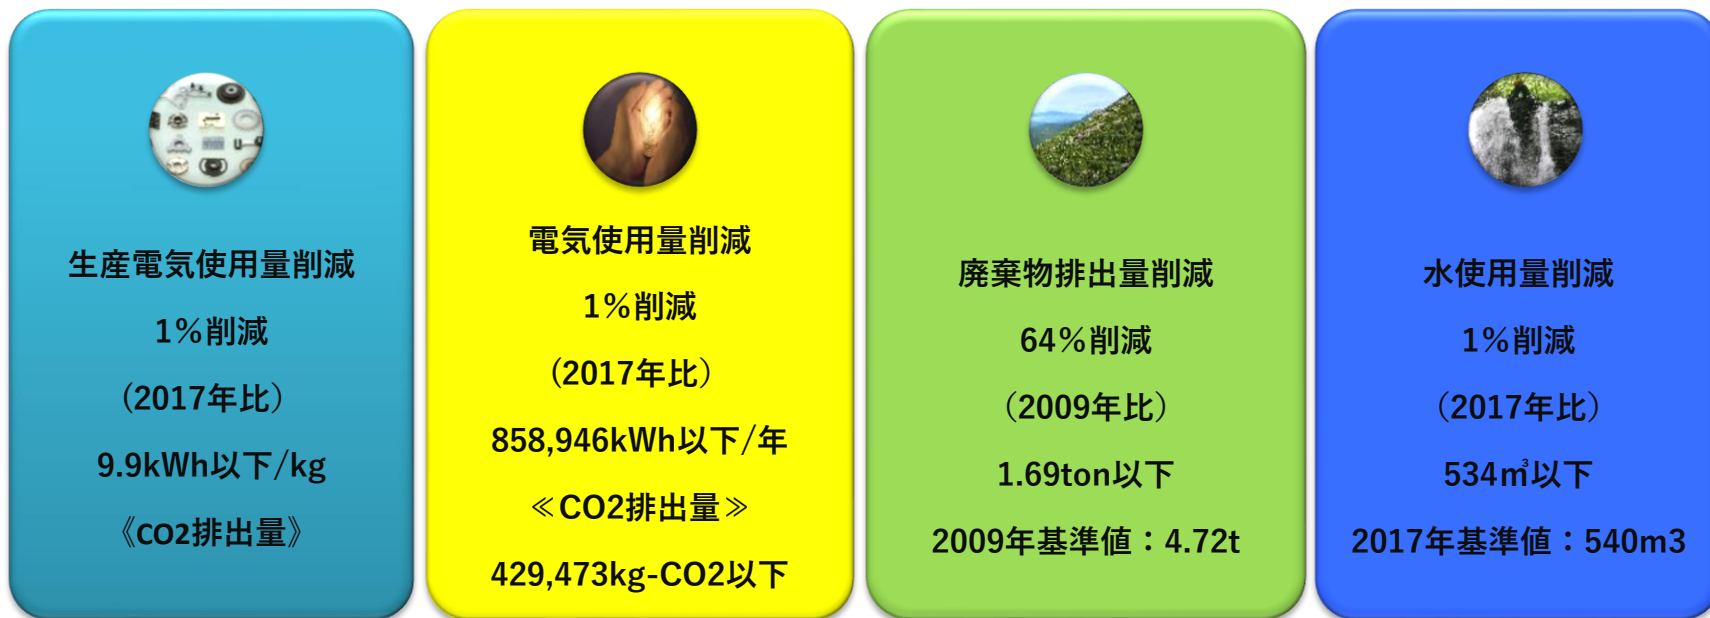 生産電気使用量削減
1%削減
（2017年比）
9.9kWh以下/kg
《CO2排出量》
電気使用量削減
1%削減
（2017年比）
858,946kWh以下/年
≪CO2排出量≫
429,473kg-CO2以下
廃棄物排出量削減
64%削減
（2009年比）
1.69ton以下
2009年基準値：4.72t
水使用量削減
1%削減
（2017年比）
534㎥以下
2017年基準値：540m3